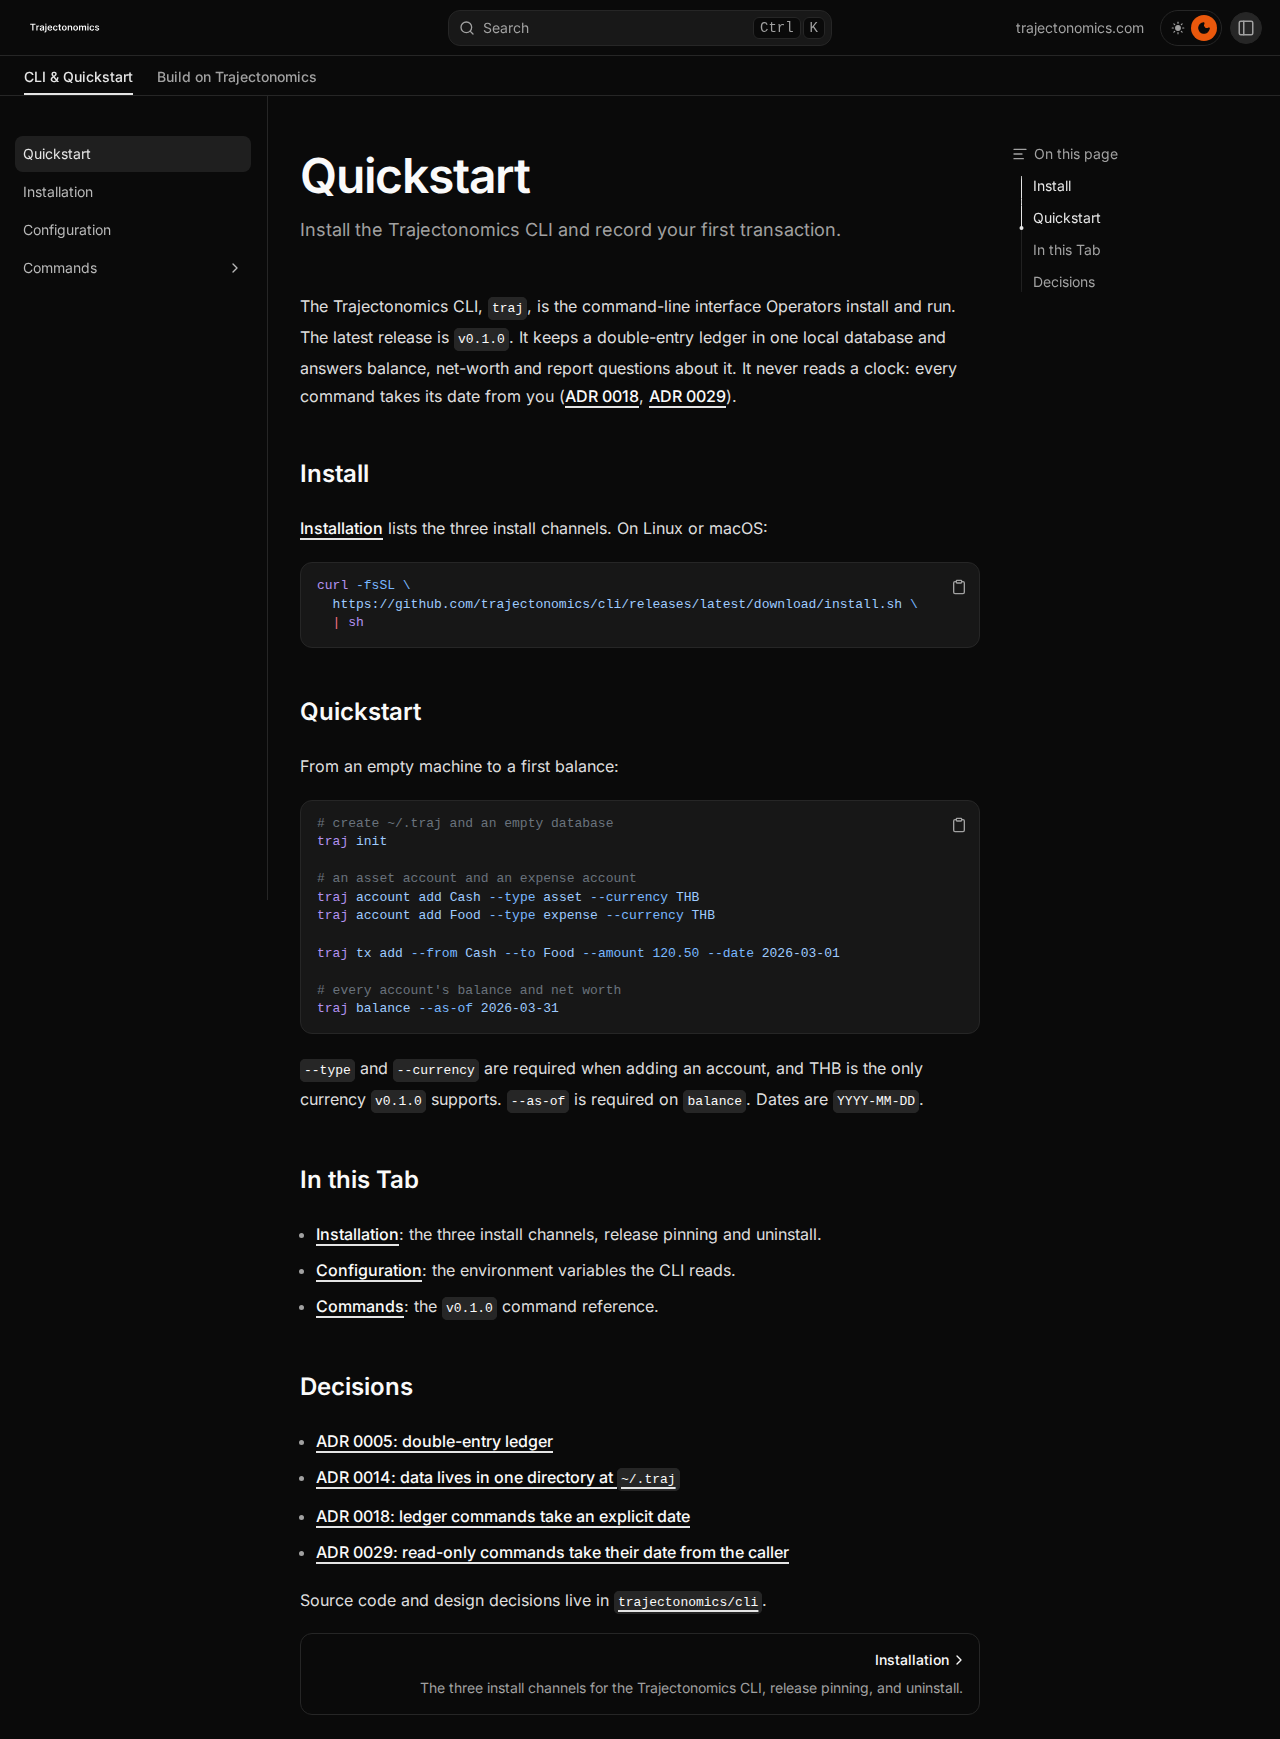 Trajectonomics
Search
Ctrl K
trajectonomics.com
CLI & Quickstart
Build on Trajectonomics
Quickstart
Installation
Configuration
Commands
Quickstart
Install the Trajectonomics CLI and record your first transaction.
The Trajectonomics CLI, traj, is the command-line interface Operators install and run.
The latest release is v0.1.0. It keeps a double-entry ledger in one local database and
answers balance, net-worth and report questions about it. It never reads a clock: every
command takes its date from you (ADR 0018, ADR 0029).
Install
Installation lists the three install channels. On Linux or macOS:
curl -fsSL \
  https://github.com/trajectonomics/cli/releases/latest/download/install.sh \
  | sh
Quickstart
From an empty machine to a first balance:
# create ~/.traj and an empty database
traj init
# an asset account and an expense account
traj account add Cash --type asset --currency THB
traj account add Food --type expense --currency THB
traj tx add --from Cash --to Food --amount 120.50 --date 2026-03-01
# every account's balance and net worth
traj balance --as-of 2026-03-31
--type and --currency are required when adding an account, and THB is the only
currency v0.1.0 supports. --as-of is required on balance. Dates are YYYY-MM-DD.
In this Tab
Installation: the three install channels, release pinning and uninstall.
Configuration: the environment variables the CLI reads.
Commands: the v0.1.0 command reference.
Decisions
ADR 0005: double-entry ledger
ADR 0014: data lives in one directory at ~/.traj
ADR 0018: ledger commands take an explicit date
ADR 0029: read-only commands take their date from the caller
Source code and design decisions live in trajectonomics/cli.
Installation
The three install channels for the Trajectonomics CLI, release pinning, and uninstall.
On this page
Install
Quickstart
In this Tab
Decisions